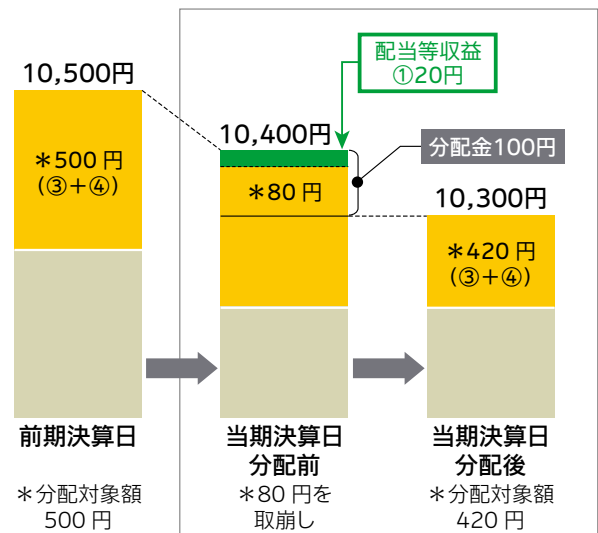 配当等収益
①20円
10,500円
10,400円
分配金100円
＊500 円
(③＋④)
＊80 円
10,300円
＊420 円
(③＋④)
前期決算日
当期決算日
分配前
当期決算日
分配後
＊分配対象額
500 円
＊80 円を
取崩し
＊分配対象額
420 円